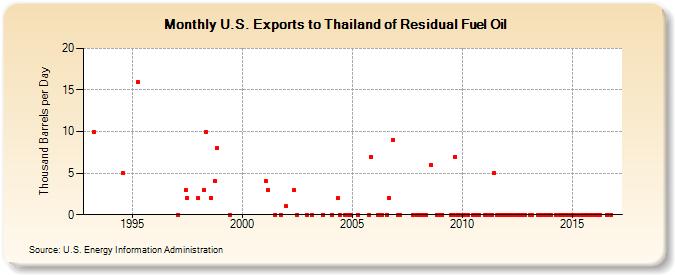 Monthly U.S. Exports to Thailand of Residual Fuel Oil
Thousand Barrels per Day
20
15
10
5
0
1995 2000 2005 2010 2015
Source: U.S. Energy Information Administration